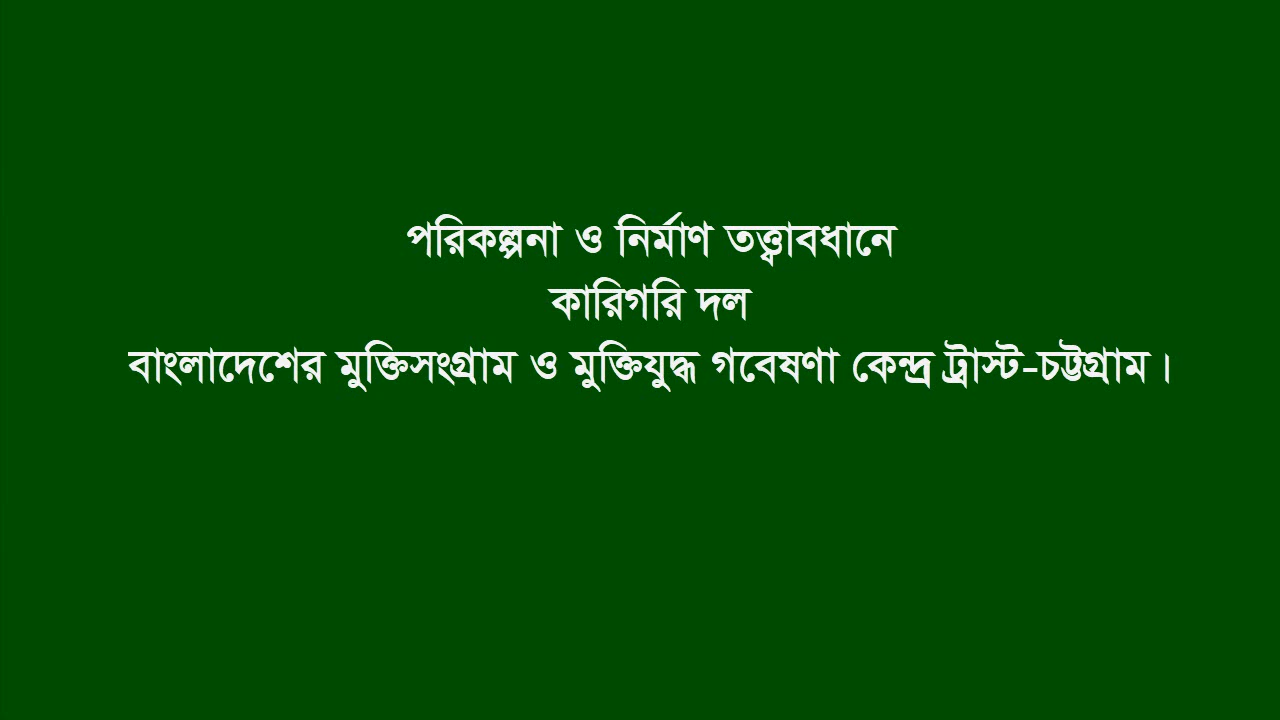 পরিকল্পনা ও নির্মাণ তত্ত্বাবধানে
কারিগরি দল
বাংলাদেশের মুক্তিসংগ্রাম ও মুক্তিযুদ্ধ গবেষণা কেন্দ্র ট্রাস্ট-চট্টগ্রাম।